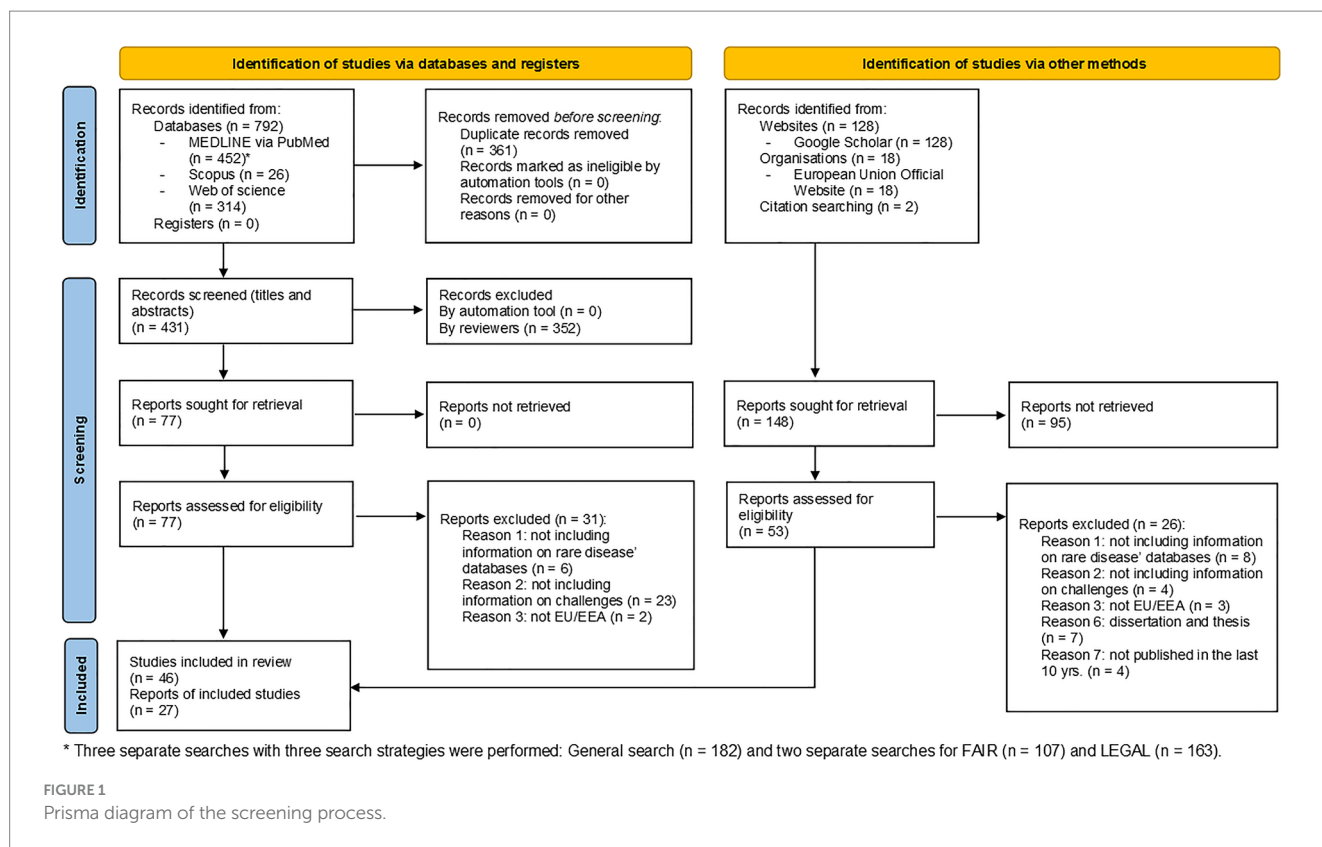 Identification of studies via databases and registers
Identification of studies via other methods
Identification
Records identified from:
Databases (n = 792)
- MEDLINE via PubMed
(n = 452)*
- Scopus (n = 26)
- Web of science
(n = 314)
Registers (n = 0)
Records removed before screening:
Duplicate records removed
(n = 361)
Records marked as ineligible by
automation tools (n = 0)
Records removed for other
reasons (n = 0)
Records identified from:
Websites (n = 128)
- Google Scholar (n = 128)
Organisations (n = 18)
- European Union Official
Website (n = 18)
Citation searching (n = 2)
Screening
Records screened (titles and
abstracts)
(n = 431)
Records excluded
By automation tool (n = 0)
By reviewers (n = 352)
Reports sought for retrieval
(n = 77)
Reports not retrieved
(n = 0)
Reports sought for retrieval
(n = 148)
Reports not retrieved
(n = 95)
Reports assessed for eligibility
(n = 77)
Reports excluded (n = 31):
Reason 1: not including
information on rare disease'
databases (n = 6)
Reason 2: not including
information on challenges (n = 23)
Reason 3: not EU/EEA (n = 2)
Reports assessed for
eligibility
(n = 53)
Reports excluded (n = 26):
Reason 1: not including information
on rare disease' databases (n = 8)
Reason 2: not including information
on challenges (n = 4)
Reason 3: not EU/EEA (n = 3)
Reason 6: dissertation and thesis
(n = 7)
Reason 7: not published in the last
10 yrs. (n = 4)
Included
Studies included in review
(n = 46)
Reports of included studies
(n = 27)
* Three separate searches with three search strategies were performed: General search (n = 182) and two separate searches for FAIR (n = 107) and LEGAL (n = 163).
FIGURE 1
Prisma diagram of the screening process.